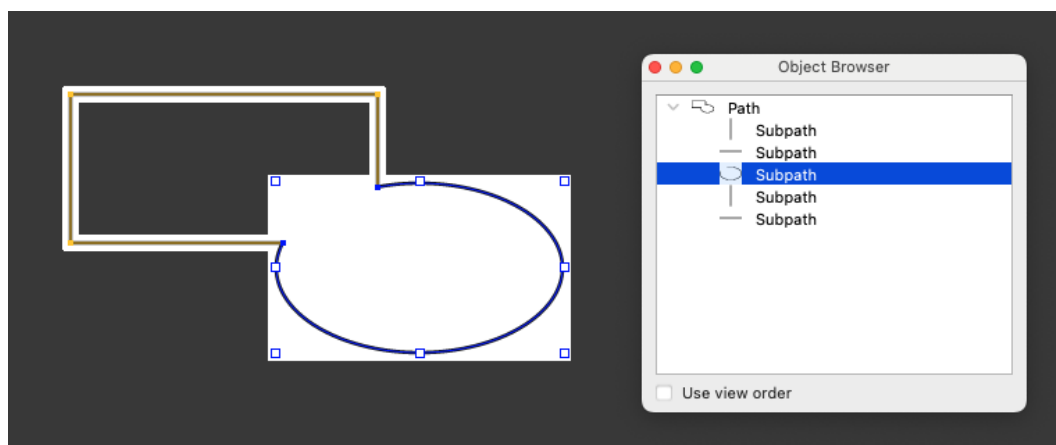 Object Browser
Path
Subpath
Subpath
Subpath
Subpath
Subpath
Use view order